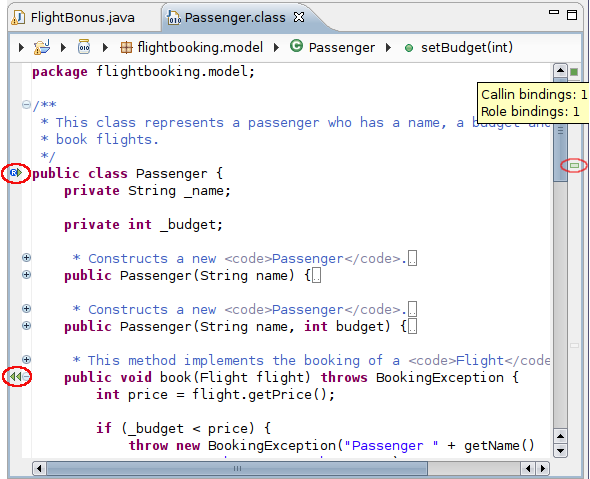 FlightBonus.java Passenger.class
flightbooking.model Passenger setBudget(int)
package flightbooking.model;
Callin bindings: 1
Role bindings: 1
/**
* This class represents a passenger who has a name, a budget and
* book flights.
*/
public class Passenger {
private String _name;
private int _budget;
* Constructs a new <code>Passenger</code>.
public Passenger(String name) {
* Constructs a new <code>Passenger</code>.
public Passenger(String name, int budget) {
* This method implements the booking of a <code>Flight</code
public void book(Flight flight) throws BookingException {
int price = flight.getPrice();
if (_budget < price) {
throw new BookingException("Passenger " + getName()